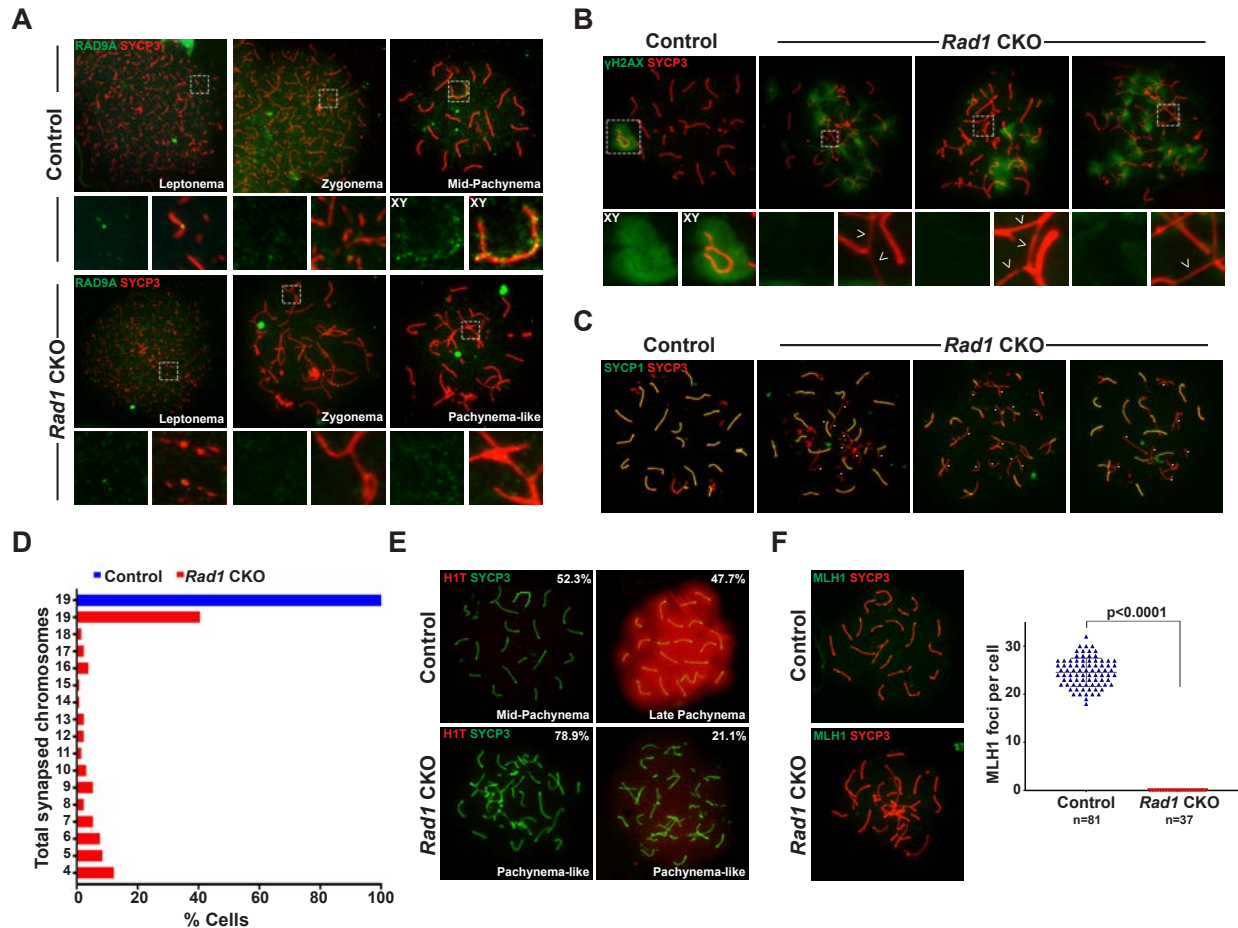 A
RAD9A SYCP3
Control
Leptonema
Zygonema
Mid-Pachynema
XY
XY
RAD9A SYCP3
Rad1 CKO
Leptonema
Zygonema
Pachynema-like
B
Control
Rad1 CKO
γH2AX SYCP3
XY
XY
C
Control
Rad1 CKO
SYCP1 SYCP3
D
Control
Rad1 CKO
Total synapsed chromosomes
19
19
18
17
16
15
14
13
12
11
10
9
8
7
6
5
4
0 20 40 60 80 100
% Cells
E
Control
H1T SYCP3
52.3%
47.7%
Mid-Pachynema
Late Pachynema
Rad1 CKO
H1T SYCP3
78.9%
21.1%
Pachynema-like
Pachynema-like
F
Control
MLH1 SYCP3
Rad1 CKO
MLH1 SYCP3
p<0.0001
MLH1 foci per cell
30
20
10
0
Control Rad1 CKO
n=81 n=37